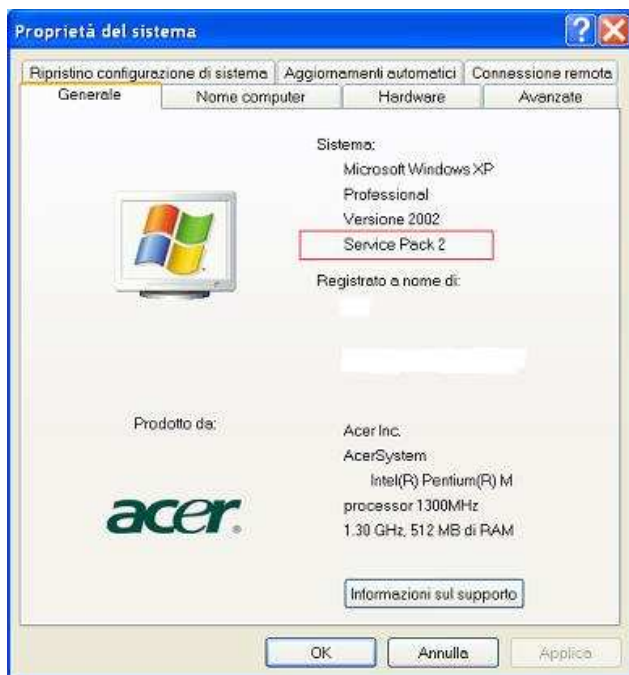 Proprietà del sistema
Ripristino configurazione di sistema
Aggiornamenti automatici
Connessione remota
Generale
Nome computer
Hardware
Avanzate
Sistema:
Microsoft Windows XP
Professional
Versione 2002
Service Pack 2
Registrato a nome di:
Prodotto da:
Acer Inc.
AcerSystem
Intel(R) Pentium(R) M
processor 1300MHz
1.30 GHz, 512 MB di RAM
acer
Informazioni sul supporto
OK
Annulla
Applica